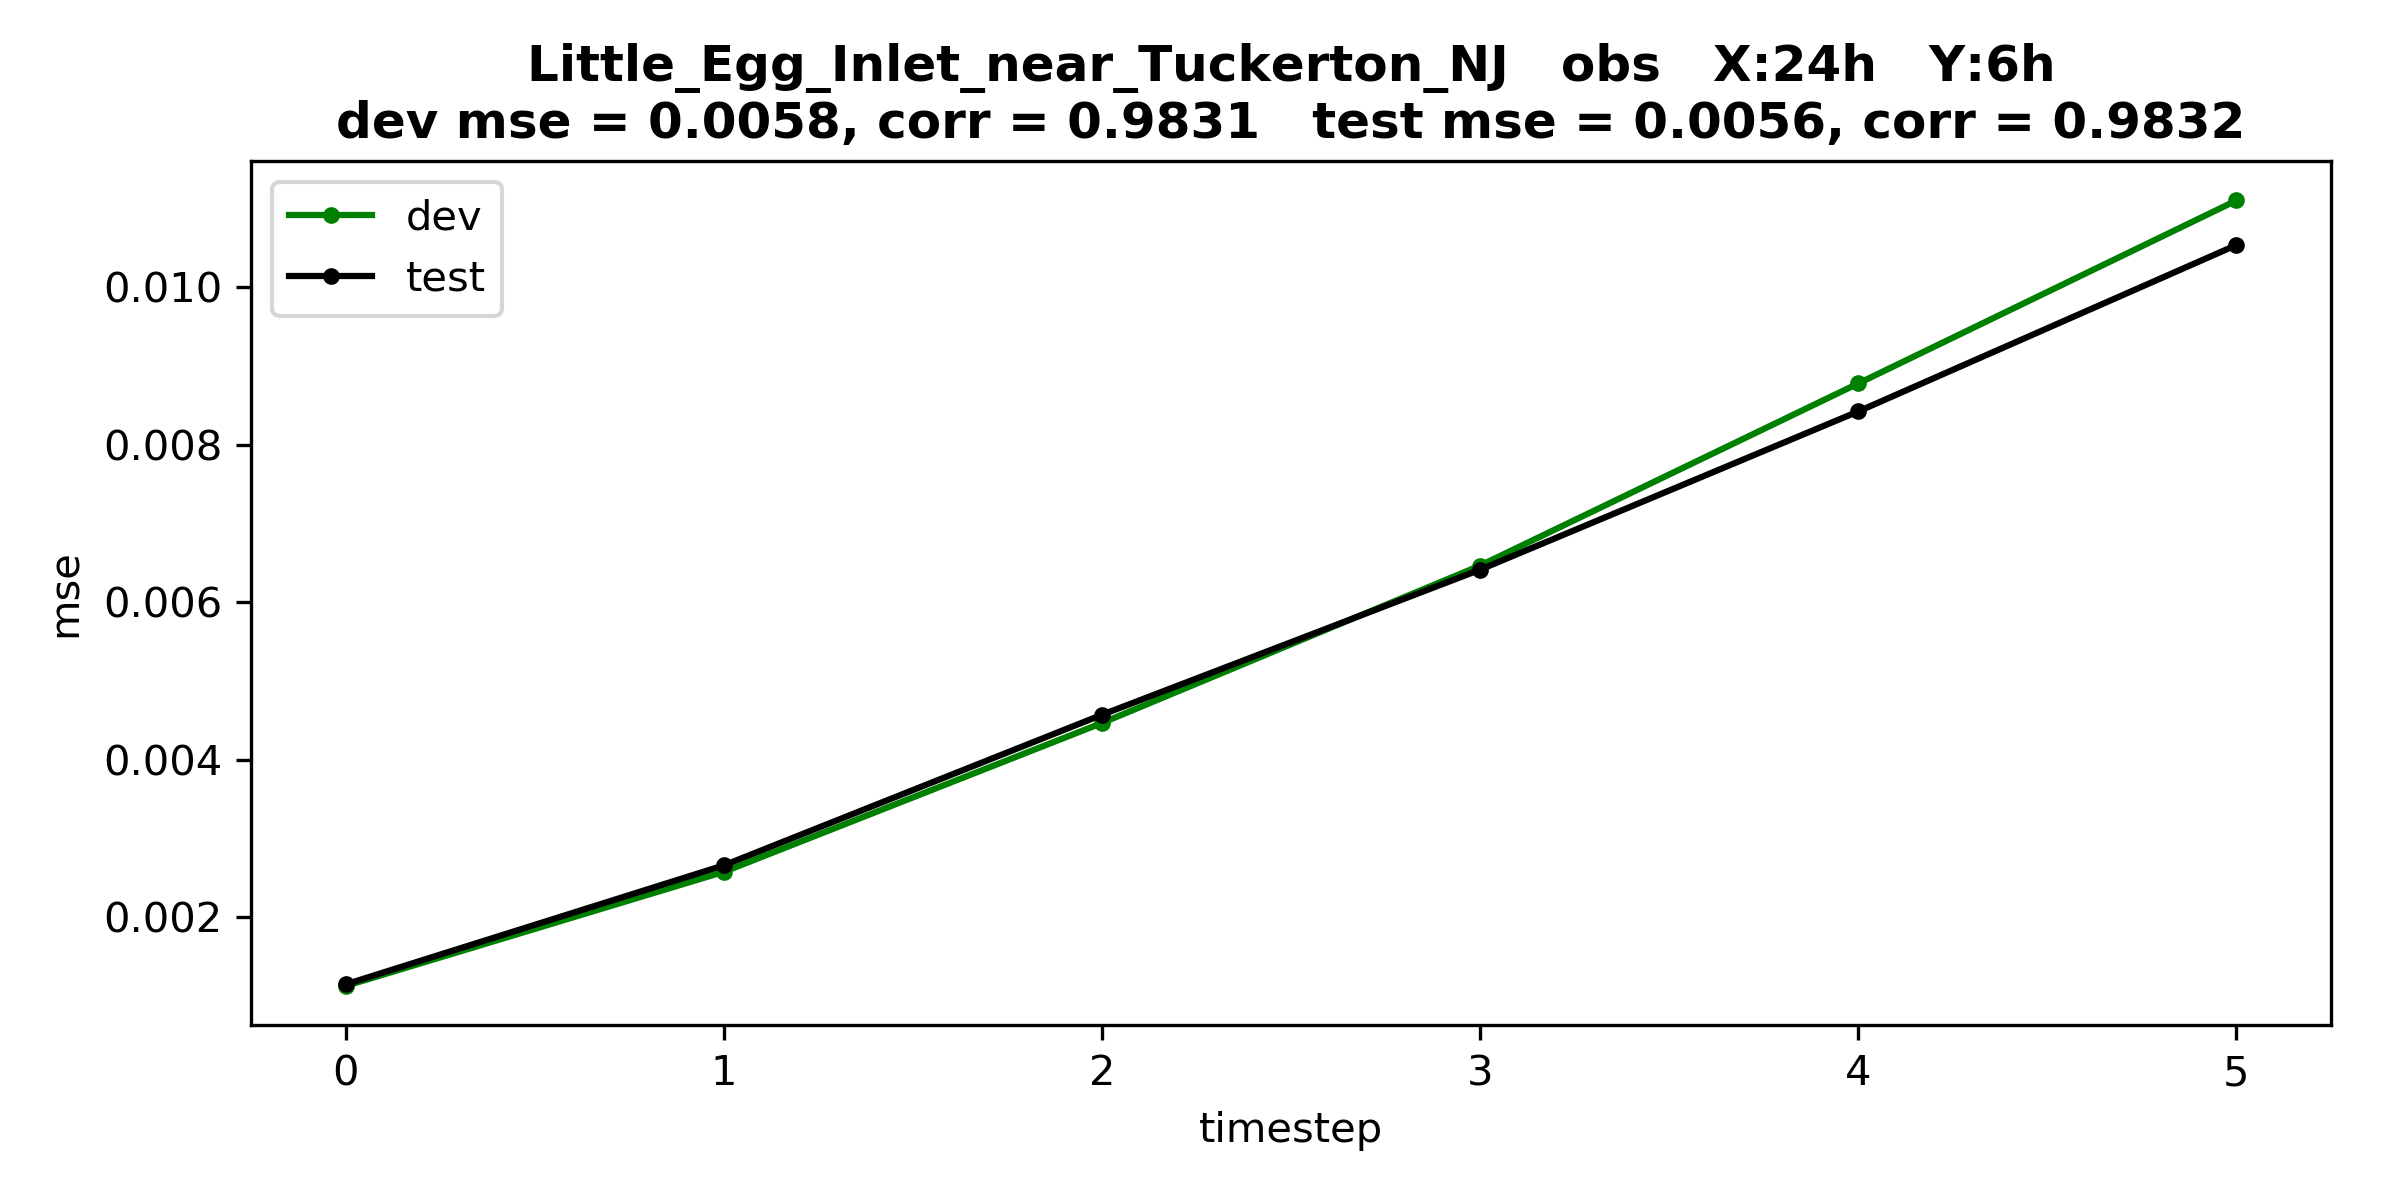 Little_Egg_Inlet_near_Tuckerton_NJ   obs   X:24h   Y:6h
dev mse = 0.0058, corr = 0.9831   test mse = 0.0056, corr = 0.9832
dev
test
0.010
0.008
0.006
0.004
0.002
mse
0 1 2 3 4 5
timestep